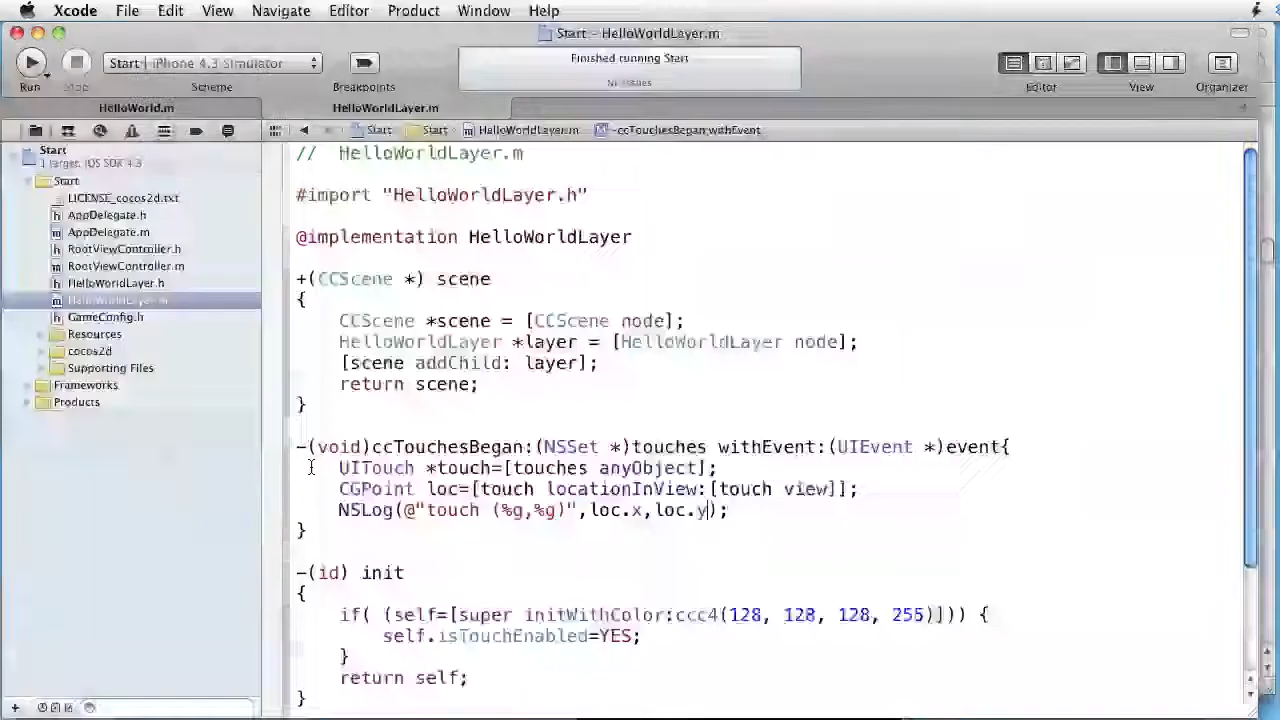 Xcode File Edit View Navigate Editor Product Window Help
Start - HelloWorldLayer.m
Start | iPhone 4.3 Simulator
Finished running Start
No Issues
Run Stop Scheme Breakpoints Editor View Organizer
HelloWorld.m HelloWorldLayer.m
Start Start HelloWorldLayer.m -ccTouchesBegan:withEvent:
Start
1 target, iOS SDK 4.3
Start
LICENSE_cocos2d.txt
AppDelegate.h
AppDelegate.m
RootViewController.h
RootViewController.m
HelloWorldLayer.h
HelloWorldLayer.m
GameConfig.h
Resources
cocos2d
Supporting Files
Frameworks
Products
// HelloWorldLayer.m
#import "HelloWorldLayer.h"
@implementation HelloWorldLayer
+(CCScene *) scene
{
CCScene *scene = [CCScene node];
HelloWorldLayer *layer = [HelloWorldLayer node];
[scene addChild: layer];
return scene;
}
-(void)ccTouchesBegan:(NSSet *)touches withEvent:(UIEvent *)event{
UITouch *touch=[touches anyObject];
CGPoint loc=[touch locationInView:[touch view]];
NSLog(@"touch (%g,%g)",loc.x,loc.y);
}
-(id) init
{
if( (self=[super initWithColor:ccc4(128, 128, 128, 255)])) {
self.isTouchEnabled=YES;
}
return self;
}